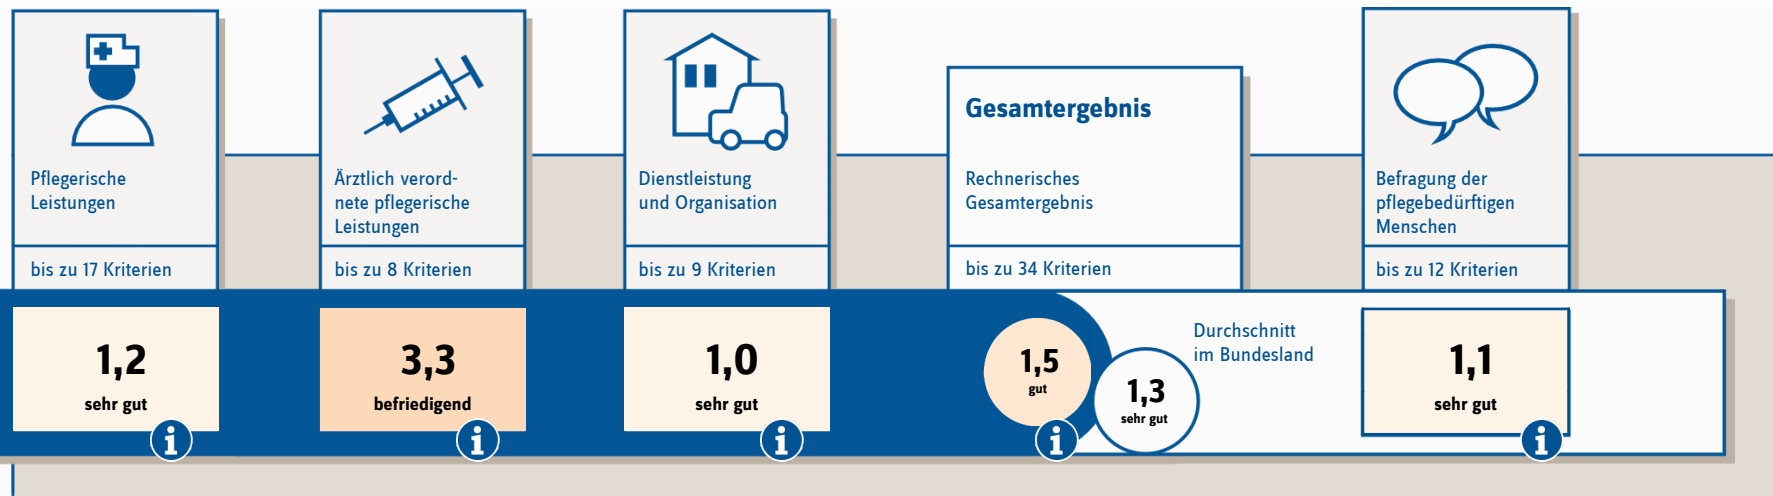 Pflegerische
Leistungen
bis zu 17 Kriterien
1,2
sehr gut
i
Ärztlich verord-
nete pflegerische
Leistungen
bis zu 8 Kriterien
3,3
befriedigend
i
Dienstleistung
und Organisation
bis zu 9 Kriterien
1,0
sehr gut
i
Gesamtergebnis
Rechnerisches
Gesamtergebnis
bis zu 34 Kriterien
1,5
gut
i
1,3
sehr gut
Durchschnitt
im Bundesland
Befragung der
pflegebedürftigen
Menschen
bis zu 12 Kriterien
1,1
sehr gut
i